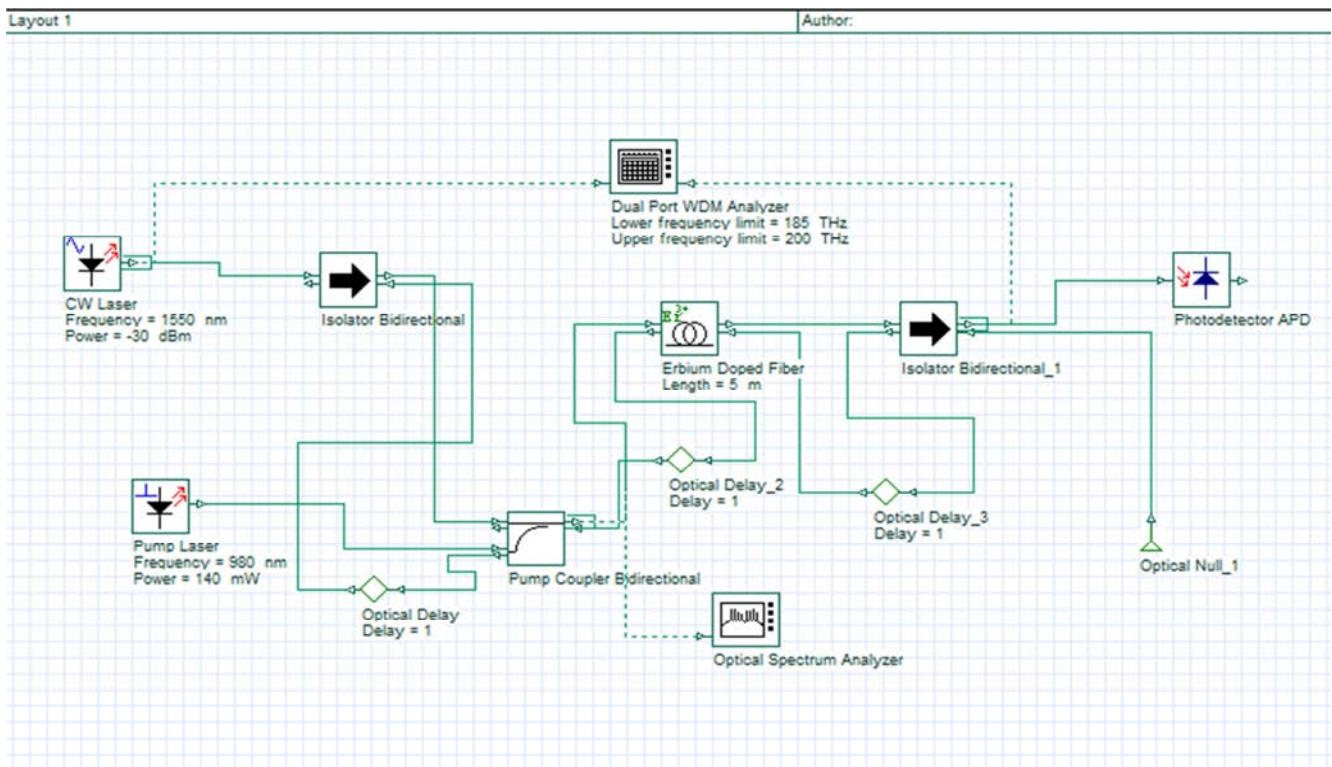 Layout 1
Author:
Dual Port WDM Analyzer
Lower frequency limit = 185 THz
Upper frequency limit = 200 THz
CW Laser
Frequency = 1550 nm
Power = -30 dBm
Isolator Bidirectional
Erbium Doped Fiber
Length = 5 m
Isolator Bidirectional_1
Photodetector APD
Optical Delay_2
Delay = 1
Optical Delay_3
Delay = 1
Pump Laser
Frequency = 980 nm
Power = 140 mW
Pump Coupler Bidirectional
Optical Null_1
Optical Delay
Delay = 1
Optical Spectrum Analyzer